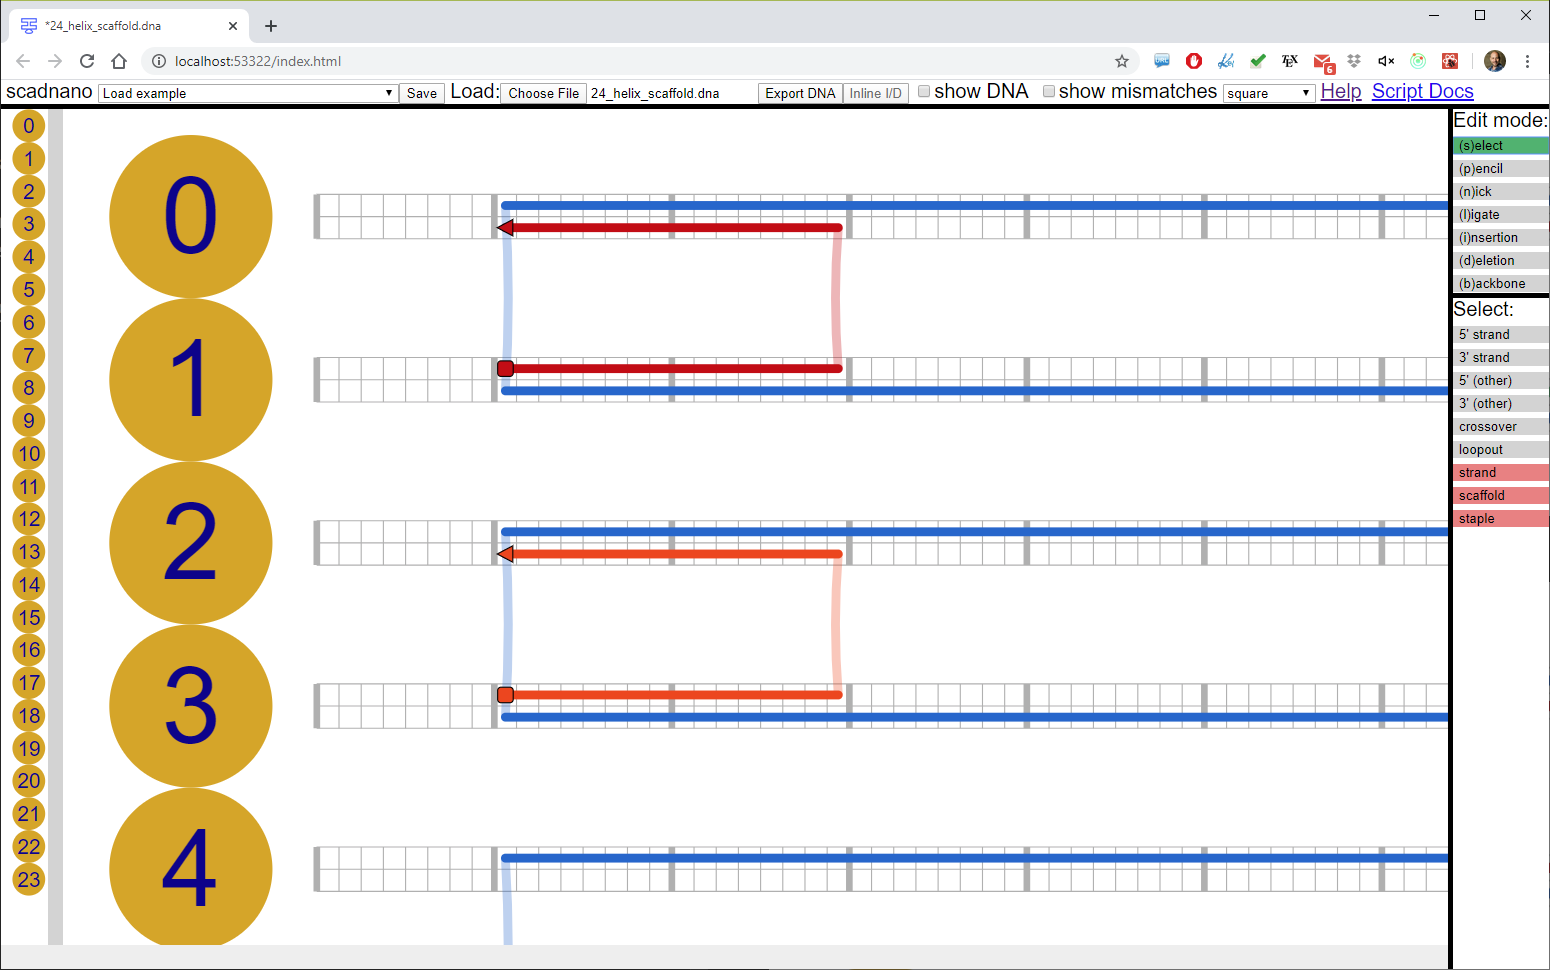 *24_helix_scaffold.dna
localhost:53322/index.html
6
scadnano Load example Save Load: Choose File 24_helix_scaffold.dna Export DNA Inline I/D show DNA show mismatches square Help Script Docs
0
1
2
3
4
5
6
7
8
9
10
11
12
13
14
15
16
17
18
19
20
21
22
23
0
1
2
3
4
Edit mode:
(s)elect
(p)encil
(n)ick
(l)igate
(i)nsertion
(d)eletion
(b)ackbone
Select:
5' strand
3' strand
5' (other)
3' (other)
crossover
loopout
strand
scaffold
staple